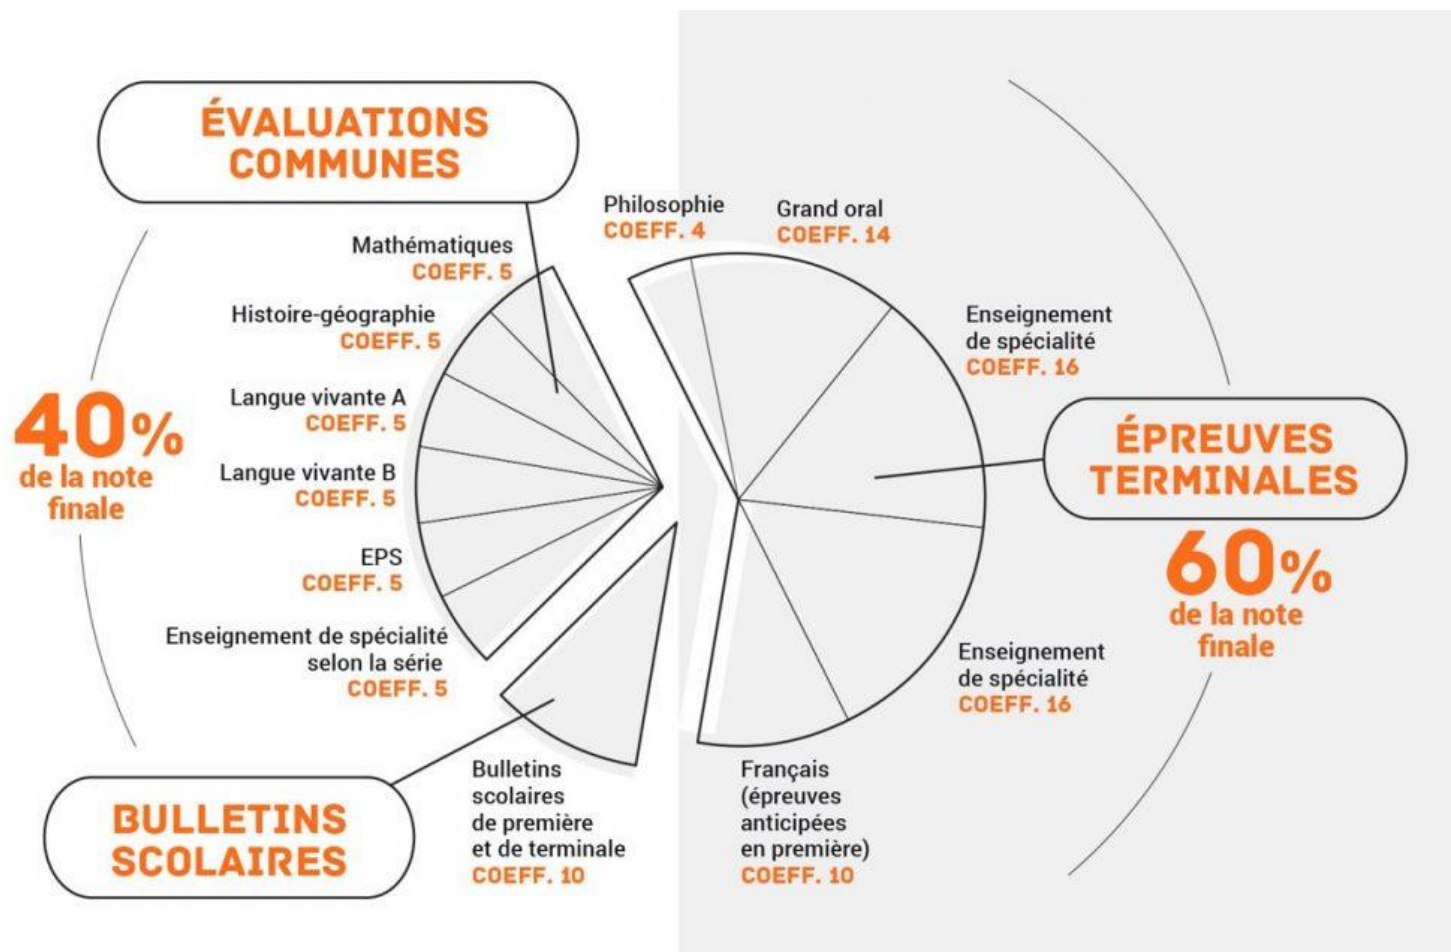 ÉVALUATIONS
COMMUNES
Mathématiques
COEFF. 5
Histoire-géographie
COEFF. 5
Langue vivante A
COEFF. 5
Langue vivante B
COEFF. 5
EPS
COEFF. 5
Enseignement de spécialité
selon la série
COEFF. 5
40%
de la note
finale
BULLETINS
SCOLAIRES
Bulletins
scolaires
de première
et de terminale
COEFF. 10
Philosophie
COEFF. 4
Grand oral
COEFF. 14
Enseignement
de spécialité
COEFF. 16
ÉPREUVES
TERMINALES
60%
de la note
finale
Enseignement
de spécialité
COEFF. 16
Français
(épreuves
anticipées
en première)
COEFF. 10